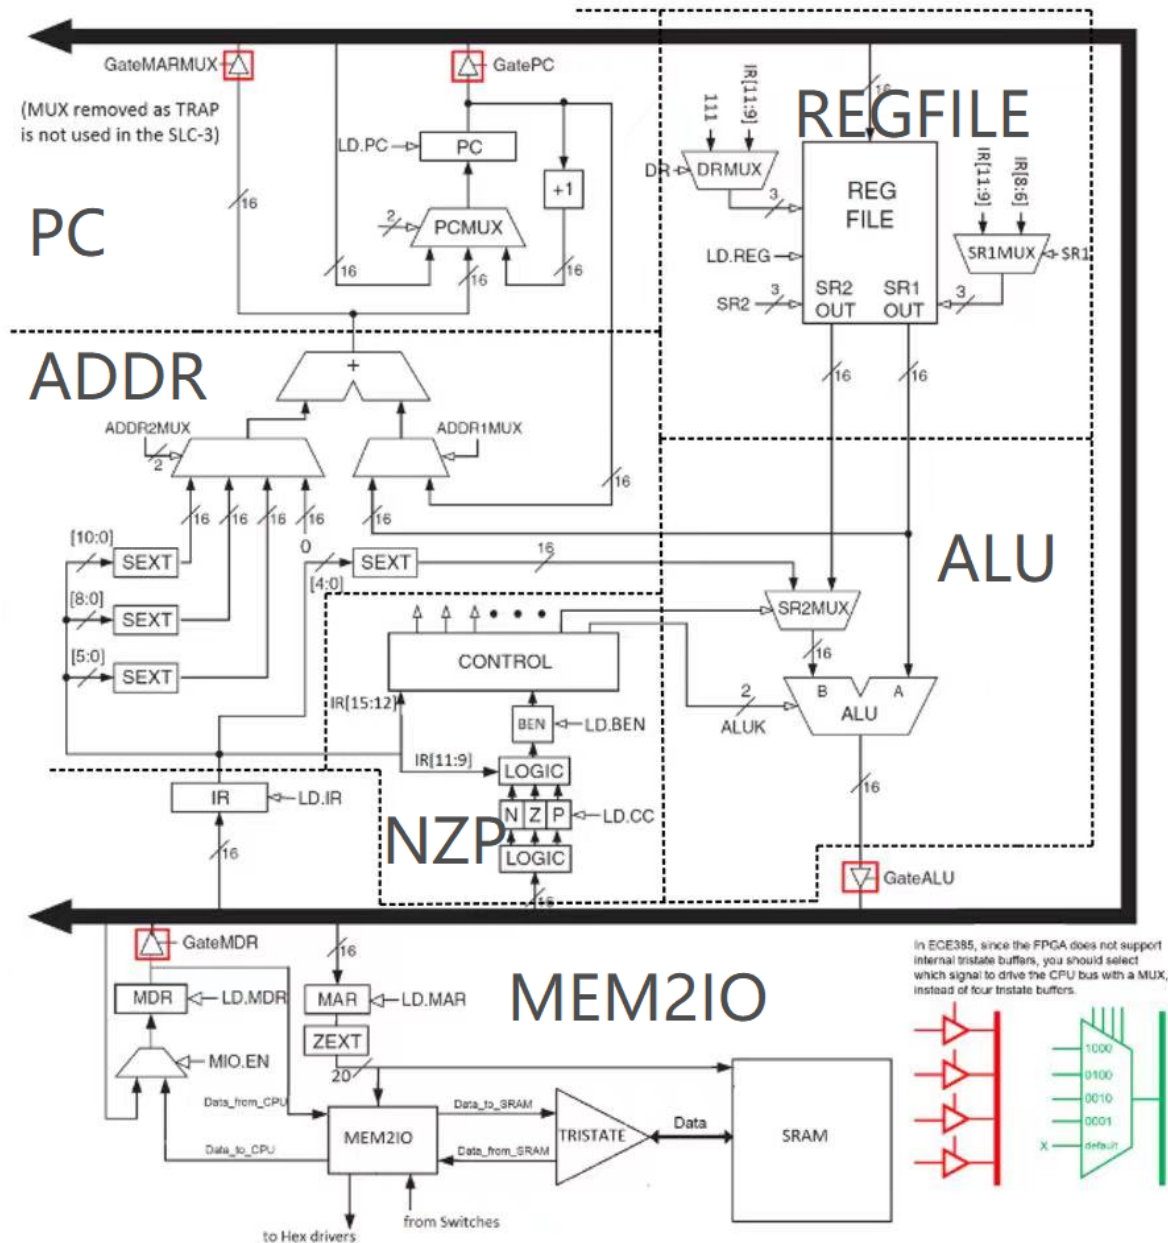 GateMARMUX
GatePC
(MUX removed as TRAP
is not used in the SLC-3)
LD.PC
PC
+1
2
PCMUX
16
16
16
16
PC
111
IR[11:9]
16
REGFILE
DR
DRMUX
3
REG
FILE
IR[11:9]
IR[8:6]
SR1MUX
SR1
LD.REG
SR2
3
SR2
OUT
SR1
OUT
3
16
16
ADDR
+
ADDR2MUX
2
ADDR1MUX
16
16
16
16
16
16
0
[10:0]
SEXT
[8:0]
SEXT
[5:0]
SEXT
[4:0]
SEXT
16
ALU
SR2MUX
16
CONTROL
IR[15:12]
BEN
LD.BEN
2
ALUK
B
A
ALU
16
IR[11:9]
LOGIC
N Z P
LD.CC
LOGIC
16
NZP
IR
LD.IR
16
GateALU
GateMDR
16
MDR
LD.MDR
MAR
LD.MAR
ZEXT
20
MIO.EN
MEM2IO
Data_from_CPU
Data_to_CPU
MEM2IO
Data_to_SRAM
Data_from_SRAM
TRISTATE
Data
SRAM
to Hex drivers
from Switches
In ECE385, since the FPGA does not support
internal tristate buffers, you should select
which signal to drive the CPU bus with a MUX,
instead of four tristate buffers.
1000
0100
0010
0001
X
default